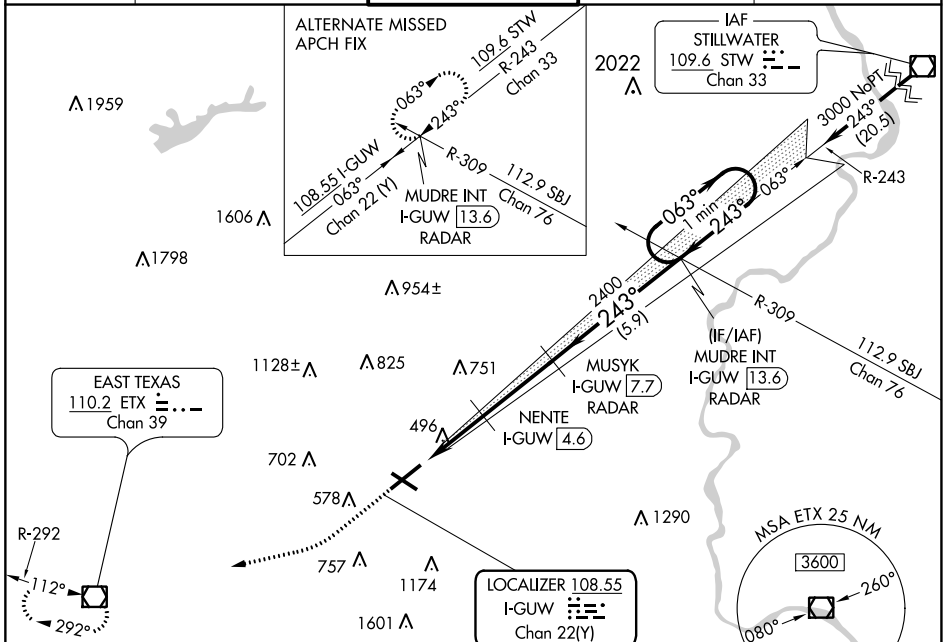 ALTERNATE MISSED
APCH FIX
109.6 STW
R-243
Chan 33
063°
243°
108.55 I-GUW
063°
Chan 22 (Y)
R-309
112.9 SBJ
Chan 76
MUDRE INT
I-GUW 13.6
RADAR
IAF
STILLWATER
109.6 STW
Chan 33
2022
1959
3000 NoPT
243°
(20.5)
R-243
063°
063°
1 min
243°
1606
1798
954±
2400
243°
(5.9)
R-309
112.9 SBJ
Chan 76
(IF/IAF)
MUDRE INT
I-GUW 13.6
RADAR
1128±
825
751
MUSYK
I-GUW 7.7
RADAR
NENTE
I-GUW 4.6
EAST TEXAS
110.2 ETX
Chan 39
496
702
578
1290
R-292
112°
292°
757
1174
1601
LOCALIZER 108.55
I-GUW
Chan 22(Y)
MSA ETX 25 NM
3600
260°
080°